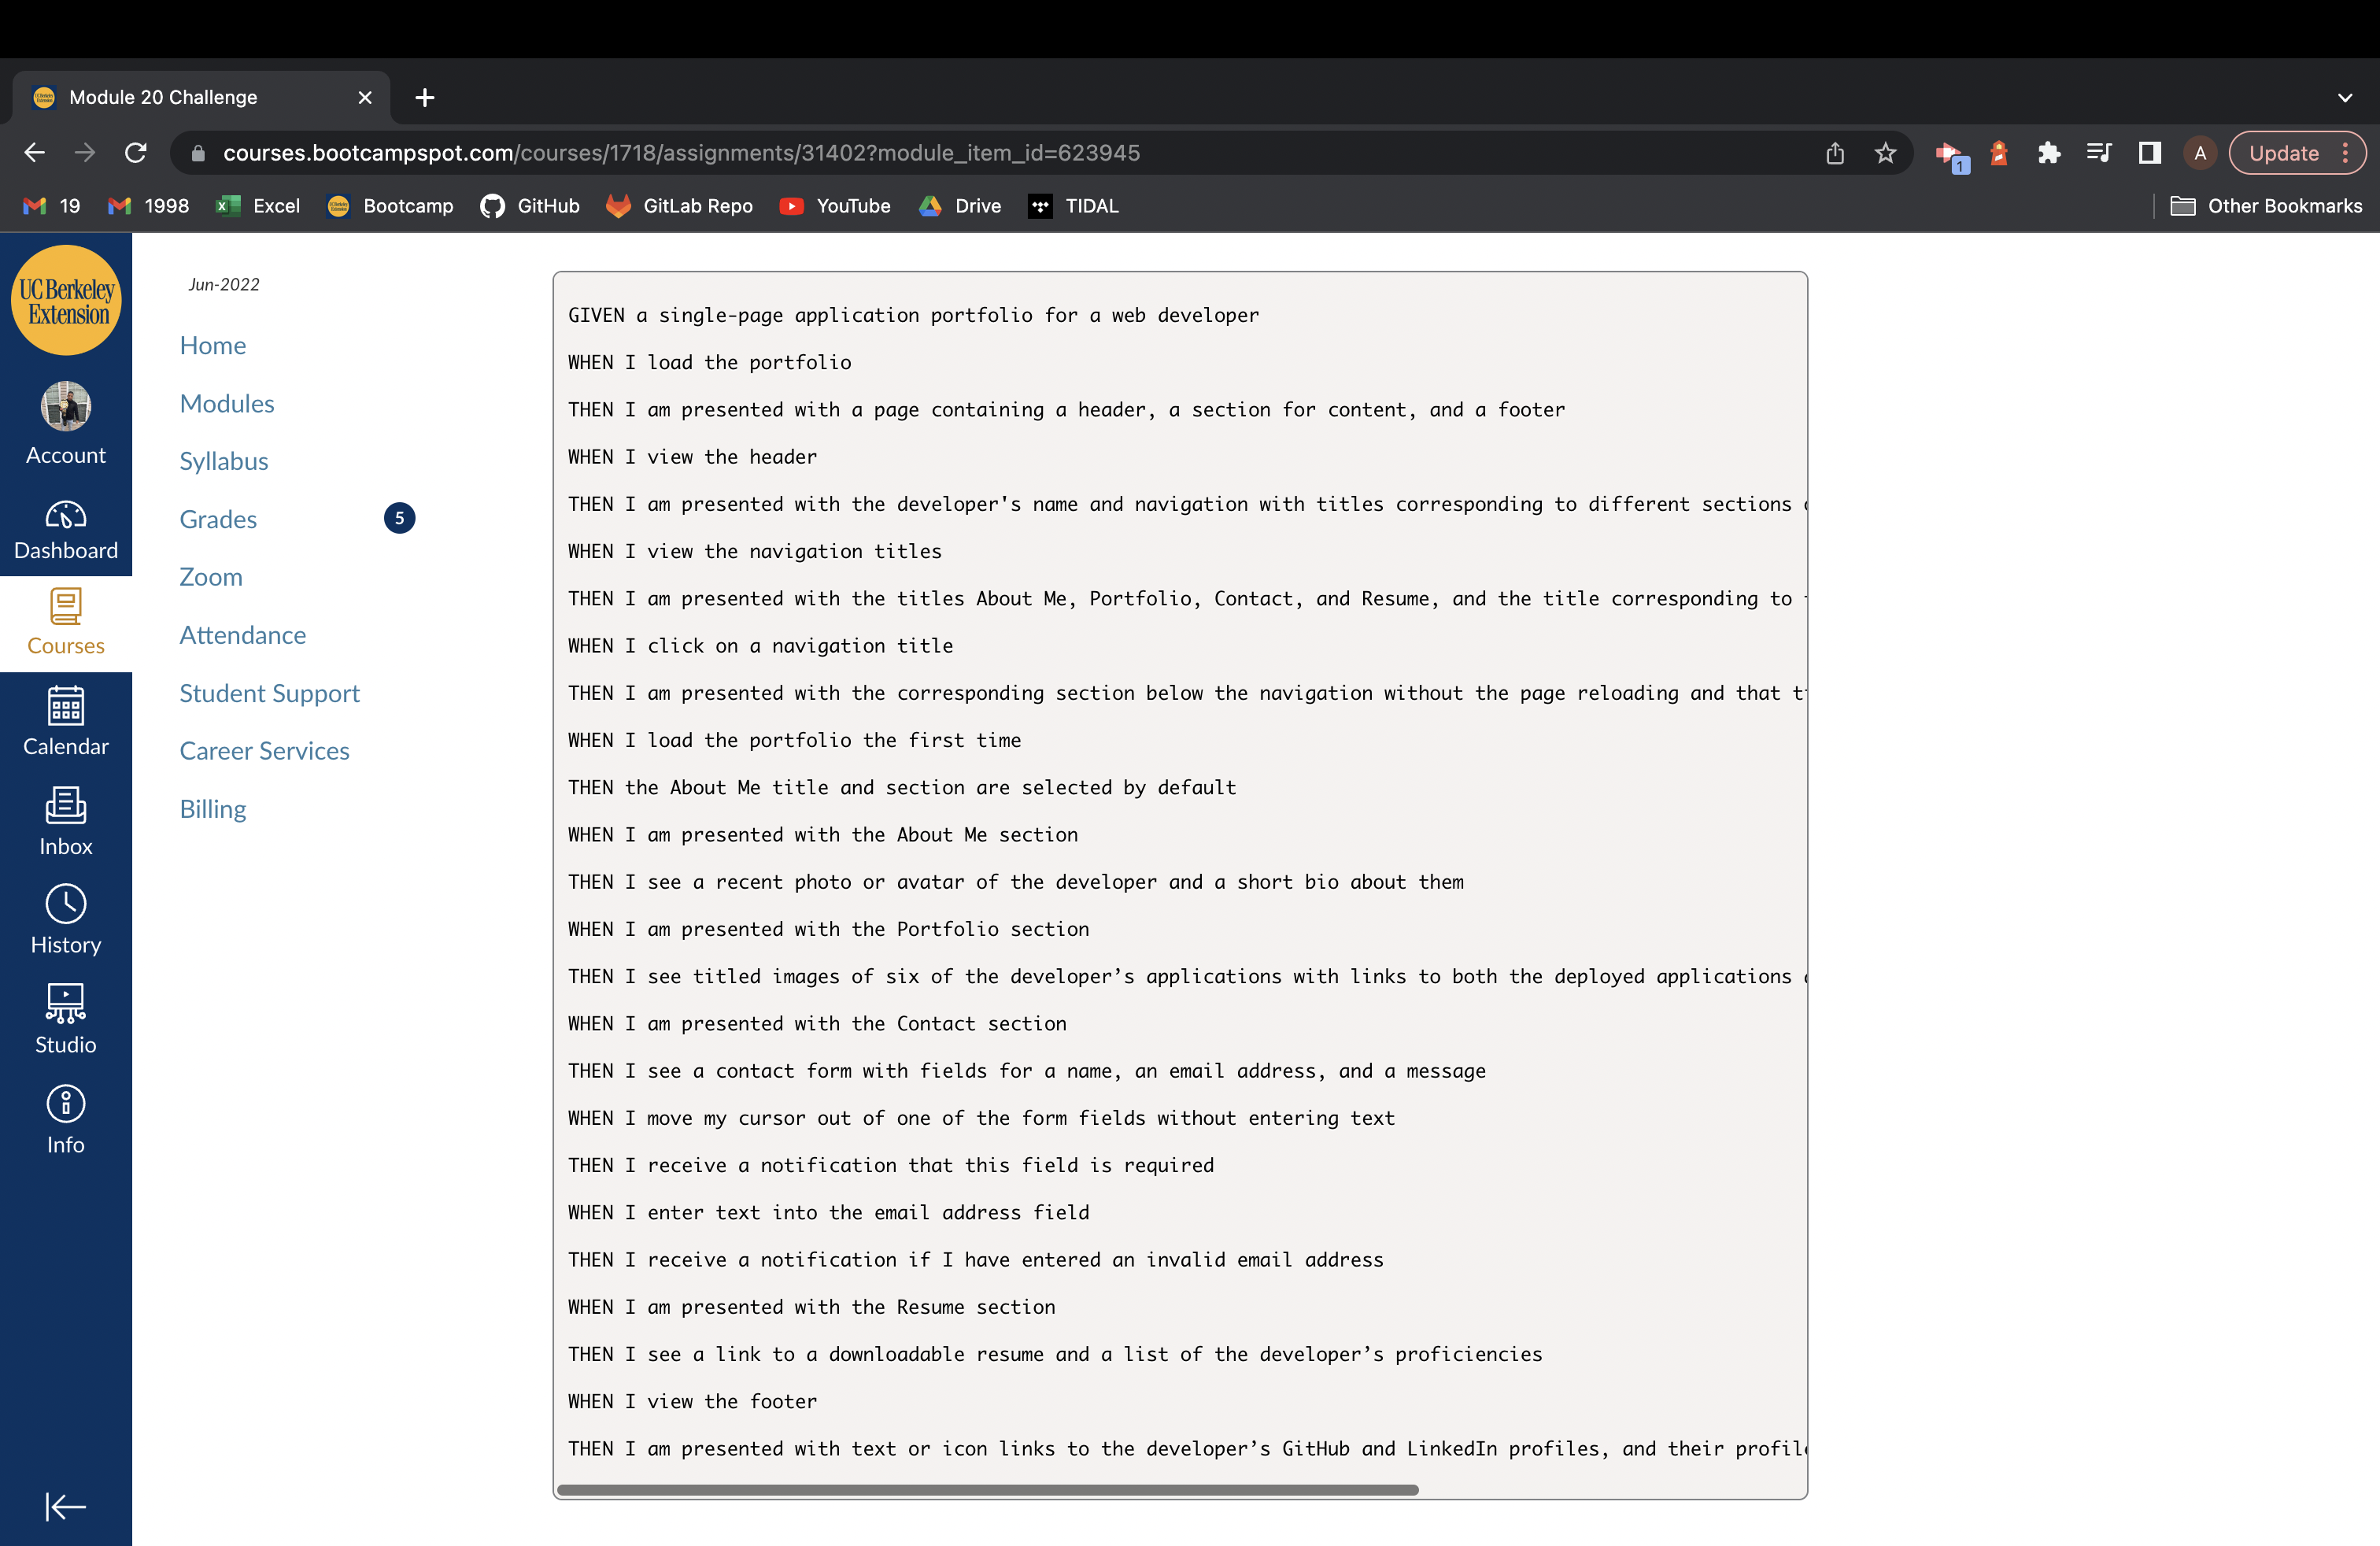 Module 20 Challenge
courses.bootcampspot.com/courses/1718/assignments/31402?module_item_id=623945
1
A
Update
19
1998
Excel
Bootcamp
GitHub
GitLab Repo
YouTube
Drive
TIDAL
Other Bookmarks
UC Berkeley
Extension
Account
Dashboard
Courses
Calendar
Inbox
History
Studio
Info
Jun-2022
Home
Modules
Syllabus
Grades
5
Zoom
Attendance
Student Support
Career Services
Billing
GIVEN a single-page application portfolio for a web developer
WHEN I load the portfolio
THEN I am presented with a page containing a header, a section for content, and a footer
WHEN I view the header
THEN I am presented with the developer's name and navigation with titles corresponding to different sections
WHEN I view the navigation titles
THEN I am presented with the titles About Me, Portfolio, Contact, and Resume, and the title corresponding to
WHEN I click on a navigation title
THEN I am presented with the corresponding section below the navigation without the page reloading and that
WHEN I load the portfolio the first time
THEN the About Me title and section are selected by default
WHEN I am presented with the About Me section
THEN I see a recent photo or avatar of the developer and a short bio about them
WHEN I am presented with the Portfolio section
THEN I see titled images of six of the developer’s applications with links to both the deployed applications
WHEN I am presented with the Contact section
THEN I see a contact form with fields for a name, an email address, and a message
WHEN I move my cursor out of one of the form fields without entering text
THEN I receive a notification that this field is required
WHEN I enter text into the email address field
THEN I receive a notification if I have entered an invalid email address
WHEN I am presented with the Resume section
THEN I see a link to a downloadable resume and a list of the developer’s proficiencies
WHEN I view the footer
THEN I am presented with text or icon links to the developer’s GitHub and LinkedIn profiles, and their